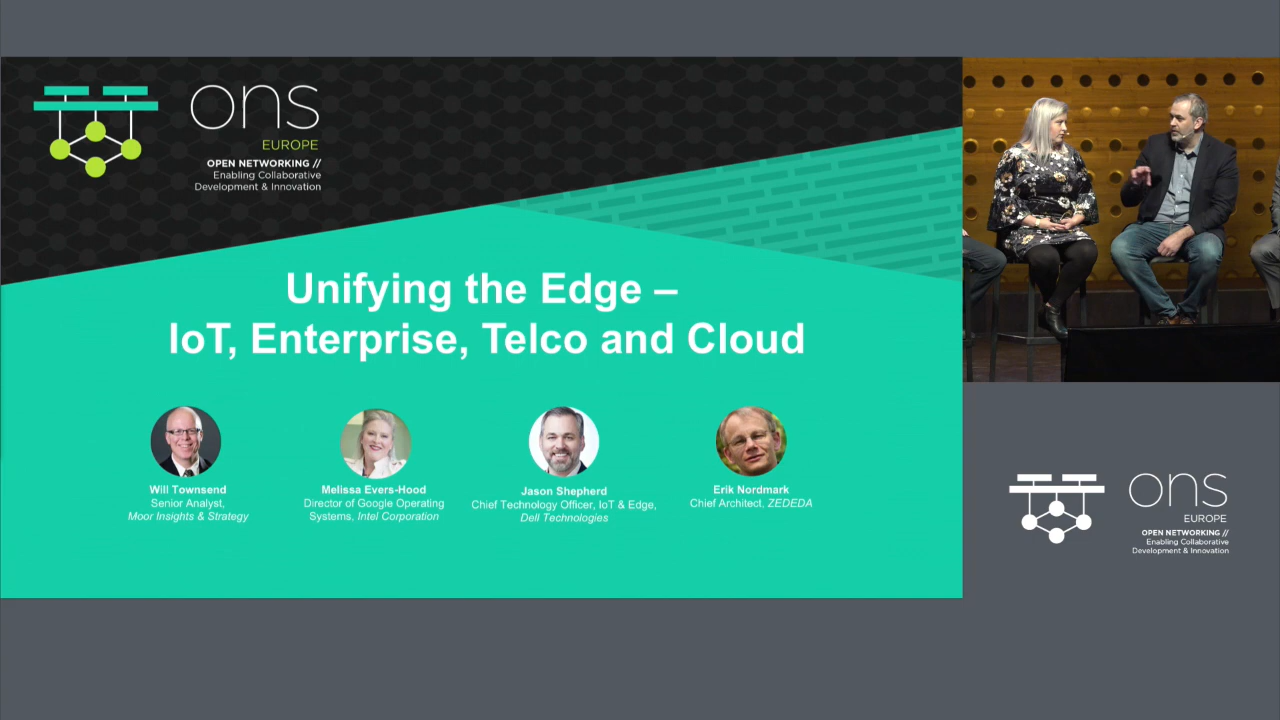 ons
EUROPE
OPEN NETWORKING //
Enabling Collaborative
Development & Innovation
Unifying the Edge –
IoT, Enterprise, Telco and Cloud
Will Townsend
Senior Analyst,
Moor Insights & Strategy
Melissa Evers-Hood
Director of Google Operating
Systems, Intel Corporation
Jason Shepherd
Chief Technology Officer, IoT & Edge,
Dell Technologies
Erik Nordmark
Chief Architect, ZEDEDA
ons
EUROPE
OPEN NETWORKING //
Enabling Collaborative
Development & Innovation